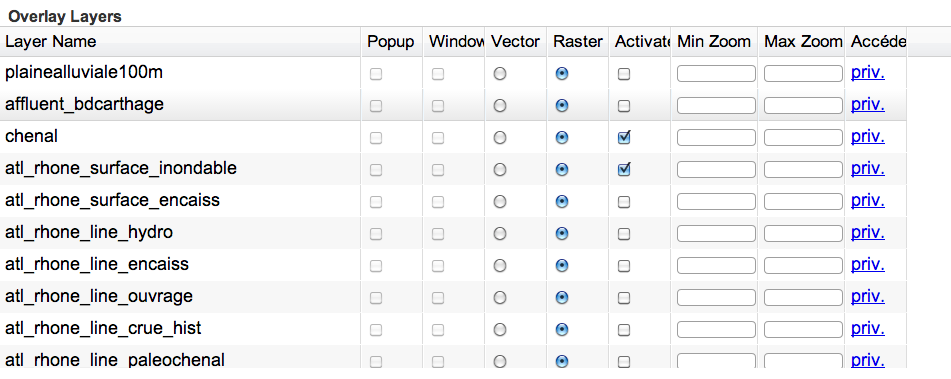 Overlay Layers
Layer Name Popup Window Vector Raster Activate Min Zoom Max Zoom Accéde
plainealluviale100m priv.
affluent_bdcarthage priv.
chenal priv.
atl_rhone_surface_inondable priv.
atl_rhone_surface_encaiss priv.
atl_rhone_line_hydro priv.
atl_rhone_line_encaiss priv.
atl_rhone_line_ouvrage priv.
atl_rhone_line_crue_hist priv.
atl_rhone_line_paleochenal priv.